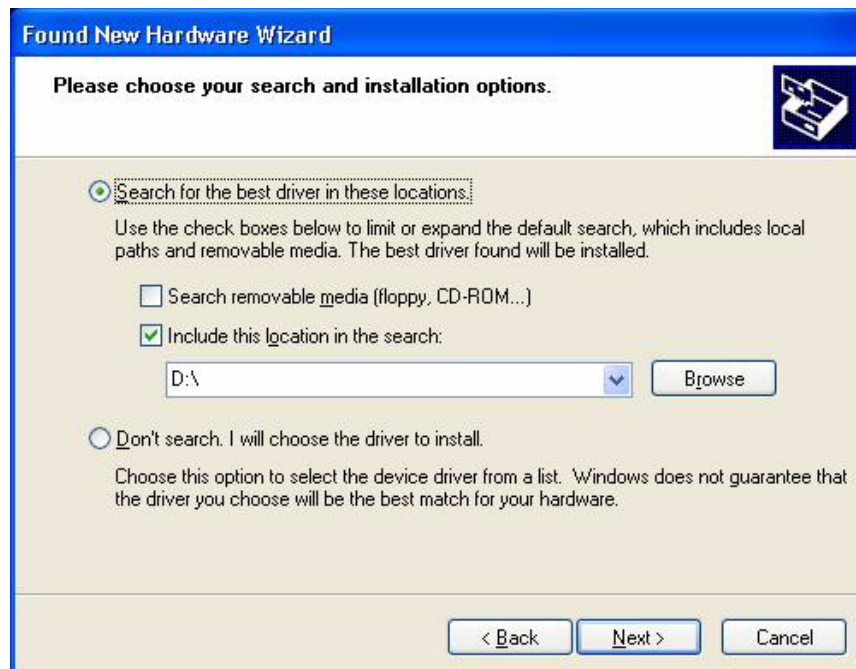 Found New Hardware Wizard
Please choose your search and installation options.
Search for the best driver in these locations.
Use the check boxes below to limit or expand the default search, which includes local
paths and removable media. The best driver found will be installed.
Search removable media (floppy, CD-ROM...)
Include this location in the search:
D:\
Browse
Don't search. I will choose the driver to install.
Choose this option to select the device driver from a list. Windows does not guarantee that
the driver you choose will be the best match for your hardware.
< Back
Next >
Cancel